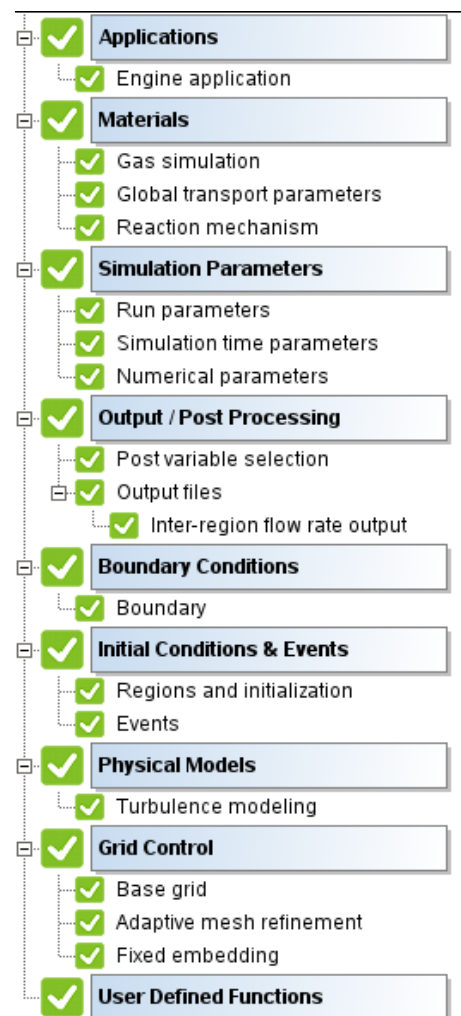 Applications
Engine application
Materials
Gas simulation
Global transport parameters
Reaction mechanism
Simulation Parameters
Run parameters
Simulation time parameters
Numerical parameters
Output / Post Processing
Post variable selection
Output files
Inter-region flow rate output
Boundary Conditions
Boundary
Initial Conditions & Events
Regions and initialization
Events
Physical Models
Turbulence modeling
Grid Control
Base grid
Adaptive mesh refinement
Fixed embedding
User Defined Functions